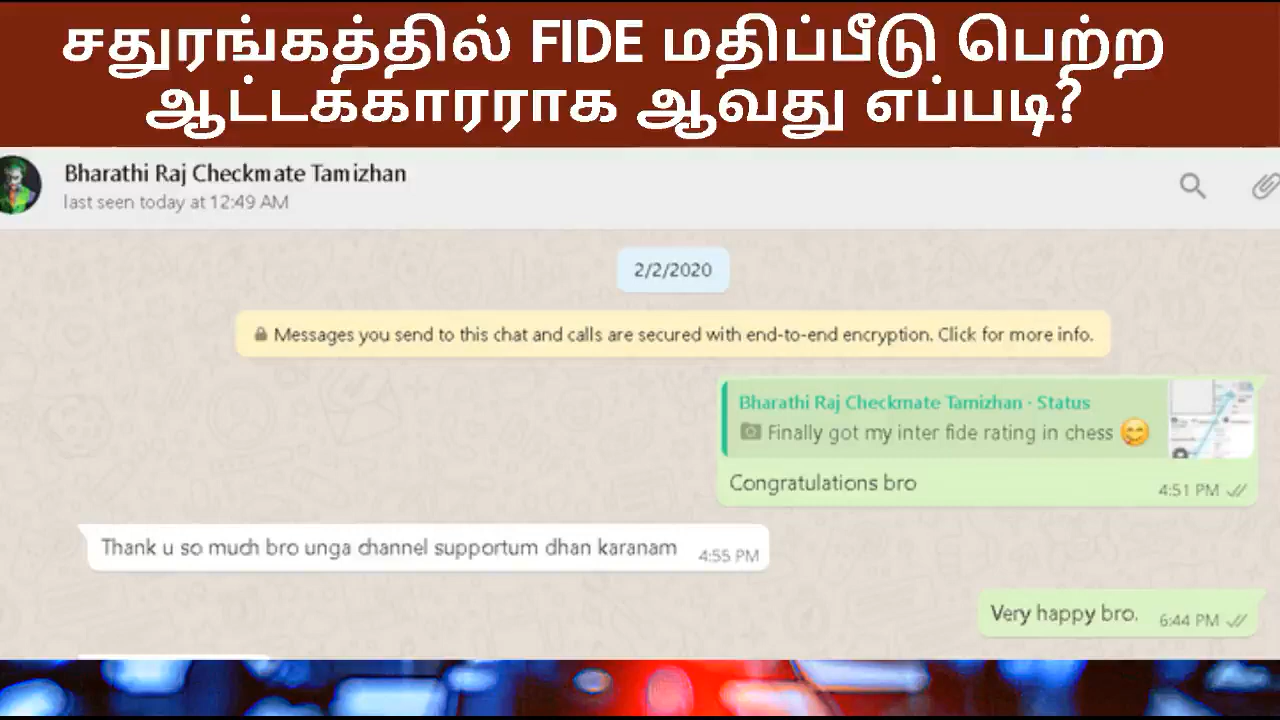 சதுரங்கத்தில் FIDE மதிப்பீடு பெற்ற
ஆட்டக்காரராக ஆவது எப்படி?
Bharathi Raj Checkmate Tamizhan
last seen today at 12:49 AM
2/2/2020
Messages you send to this chat and calls are secured with end-to-end encryption. Click for more info.
Bharathi Raj Checkmate Tamizhan · Status
Finally got my inter fide rating in chess 😊
Congratulations bro
4:51 PM
Thank u so much bro unga channel supportum dhan karanam
4:55 PM
Very happy bro.
6:44 PM